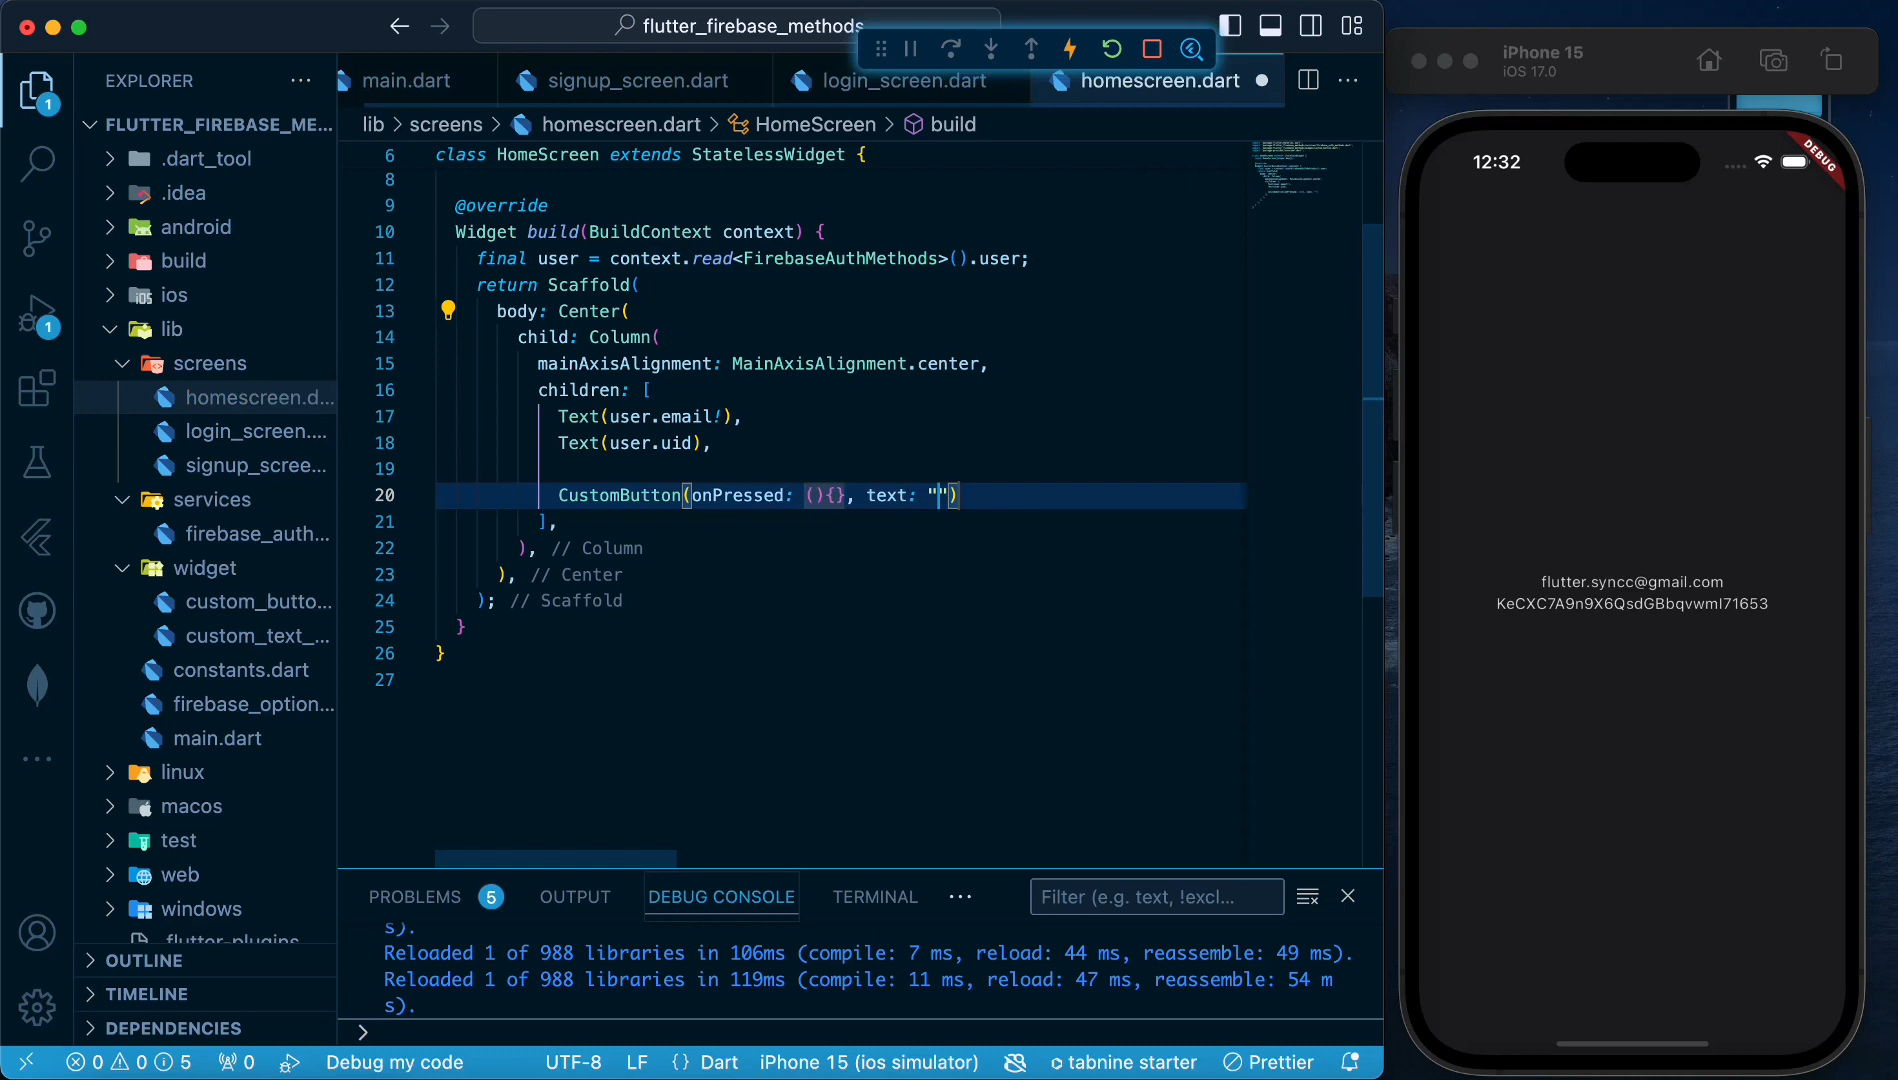 flutter_firebase_methods
EXPLORER
main.dart
signup_screen.dart
login_screen.dart
homescreen.dart
lib > screens > homescreen.dart > HomeScreen > build
FLUTTER_FIREBASE_ME...
.dart_tool
.idea
android
build
ios
lib
screens
homescreen.d...
login_screen....
signup_scree...
services
firebase_auth...
widget
custom_butto...
custom_text_...
constants.dart
firebase_option...
main.dart
linux
macos
test
web
windows
.flutter-plugins
OUTLINE
TIMELINE
DEPENDENCIES
1
1
6 class HomeScreen extends StatelessWidget {
8
9 @override
10 Widget build(BuildContext context) {
11 final user = context.read<FirebaseAuthMethods>().user;
12 return Scaffold(
13 body: Center(
14 child: Column(
15 mainAxisAlignment: MainAxisAlignment.center,
16 children: [
17 Text(user.email!),
18 Text(user.uid),
19
20 CustomButton(onPressed: (){}, text: "")
21 ],
22 ), // Column
23 ), // Center
24 ); // Scaffold
25 }
26 }
27
PROBLEMS 5 OUTPUT DEBUG CONSOLE TERMINAL
Filter (e.g. text, !excl...
s).
Reloaded 1 of 988 libraries in 106ms (compile: 7 ms, reload: 44 ms, reassemble: 49 ms).
Reloaded 1 of 988 libraries in 119ms (compile: 11 ms, reload: 47 ms, reassemble: 54 m
s).
>
0 0 5 0 Debug my code UTF-8 LF {} Dart iPhone 15 (ios simulator) tabnine starter Prettier
iPhone 15
iOS 17.0
12:32
DEBUG
flutter.syncc@gmail.com
KeCXC7A9n9X6QsdGBbqvwmI71653